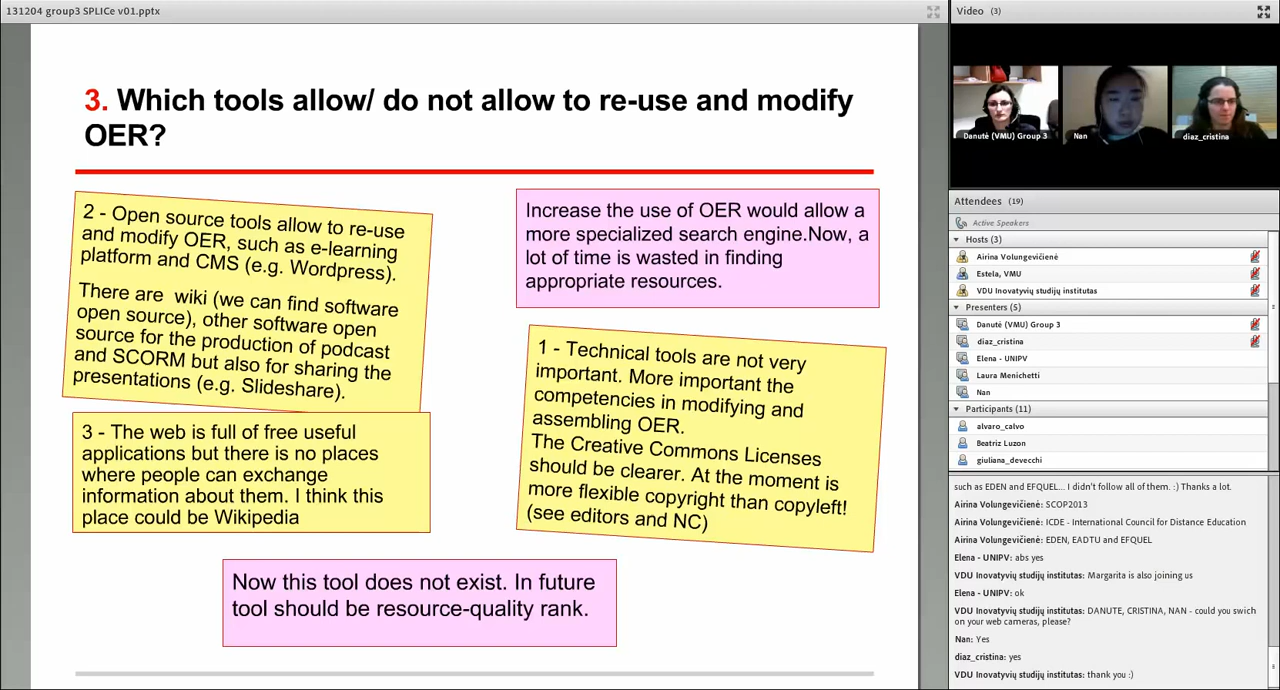 131204 group3 SPLICe v01.pptx
3. Which tools allow/ do not allow to re-use and modify
OER?
2 - Open source tools allow to re-use
and modify OER, such as e-learning
platform and CMS (e.g. Wordpress).
There are  wiki (we can find software
open source), other software open
source for the production of podcast
and SCORM but also for sharing the
presentations (e.g. Slideshare).
3 - The web is full of free useful
applications but there is no places
where people can exchange
information about them. I think this
place could be Wikipedia
Increase the use of OER would allow a
more specialized search engine.Now, a
lot of time is wasted in finding
appropriate resources.
1 - Technical tools are not very
important. More important the
competencies in modifying and
assembling OER.
The Creative Commons Licenses
should be clearer. At the moment is
more flexible copyright than copyleft!
(see editors and NC)
Now this tool does not exist. In future
tool should be resource-quality rank.
Video (3)
Danutė (VMU) Group 3
Nan
diaz_cristina
Attendees (19)
Active Speakers
Hosts (3)
Airina Volungevičienė
Estela, VMU
VDU Inovatyvių studijų institutas
Presenters (5)
Danutė (VMU) Group 3
diaz_cristina
Elena - UNIPV
Laura Menichetti
Nan
Participants (11)
alvaro_calvo
Beatriz Luzon
giuliana_devecchi
such as EDEN and EFQUEL... I didn't follow all of them. :) Thanks a lot.
Airina Volungevičienė: SCOP2013
Airina Volungevičienė: ICDE - International Council for Distance Education
Airina Volungevičienė: EDEN, EADTU and EFQUEL
Elena - UNIPV: abs yes
VDU Inovatyvių studijų institutas: Margarita is also joining us
Elena - UNIPV: ok
VDU Inovatyvių studijų institutas: DANUTE, CRISTINA, NAN - could you swich
on your web cameras, please?
Nan: Yes
diaz_cristina: yes
VDU Inovatyvių studijų institutas: thank you :)